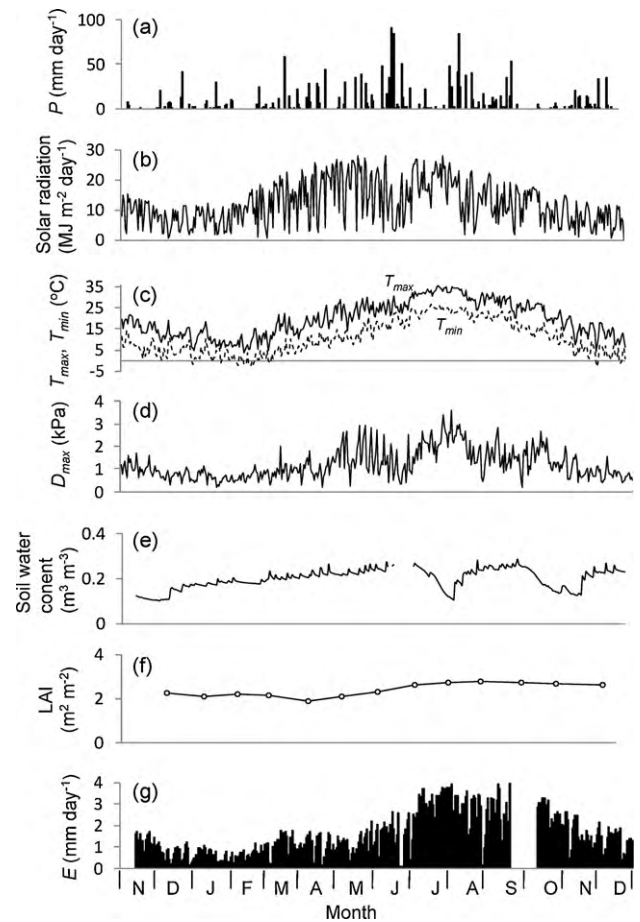 (a)
P (mm day-1)
100
50
0
(b)
Solar radiation
(MJ m-2 day-1)
30
20
10
0
(c)
Tmax, Tmin (ºC)
35
25
15
5
-5
Tmax
Tmin
(d)
Dmax (kPa)
4
3
2
1
0
(e)
Soil water
conent
(m3 m-3)
0.4
0.2
0
(f)
LAI
(m2 m-2)
4
2
0
(g)
E (mm day-1)
4
3
2
1
0
N D J F M A M J J A S O N D
Month